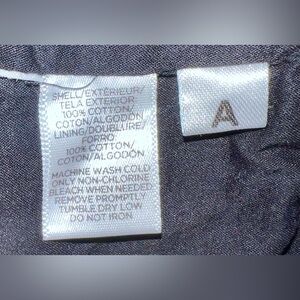 SHELL/EXTÉRIEUR/
TELA EXTERIOR
100% COTTON/
COTON/ALGODÓN
LINING/DOUBLURE/
FORRO
100% COTTON/
COTON/ALGODÓN
MACHINE WASH COLD
ONLY NON-CHLORINE
BLEACH WHEN NEEDED
REMOVE PROMPTLY
TUMBLE DRY LOW
DO NOT IRON
A